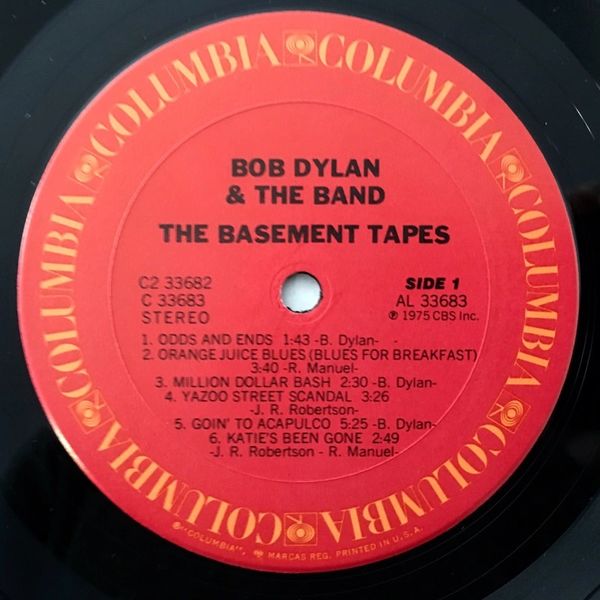 COLUMBIA COLUMBIA COLUMBIA COLUMBIA COLUMBIA COLUMBIA
BOB DYLAN
& THE BAND
THE BASEMENT TAPES
C2 33682
C 33683
STEREO
SIDE 1
AL 33683
℗ 1975 CBS Inc.
1. ODDS AND ENDS 1:43 -B. Dylan-
2. ORANGE JUICE BLUES (BLUES FOR BREAKFAST)
3:40 -R. Manuel-
3. MILLION DOLLAR BASH 2:30 -B. Dylan-
4. YAZOO STREET SCANDAL 3:26
-J. R. Robertson-
5. GOIN' TO ACAPULCO 5:25 -B. Dylan-
6. KATIE'S BEEN GONE 2:49
-J. R. Robertson - R. Manuel-
®"COLUMBIA", MARCAS REG. PRINTED IN U.S.A.